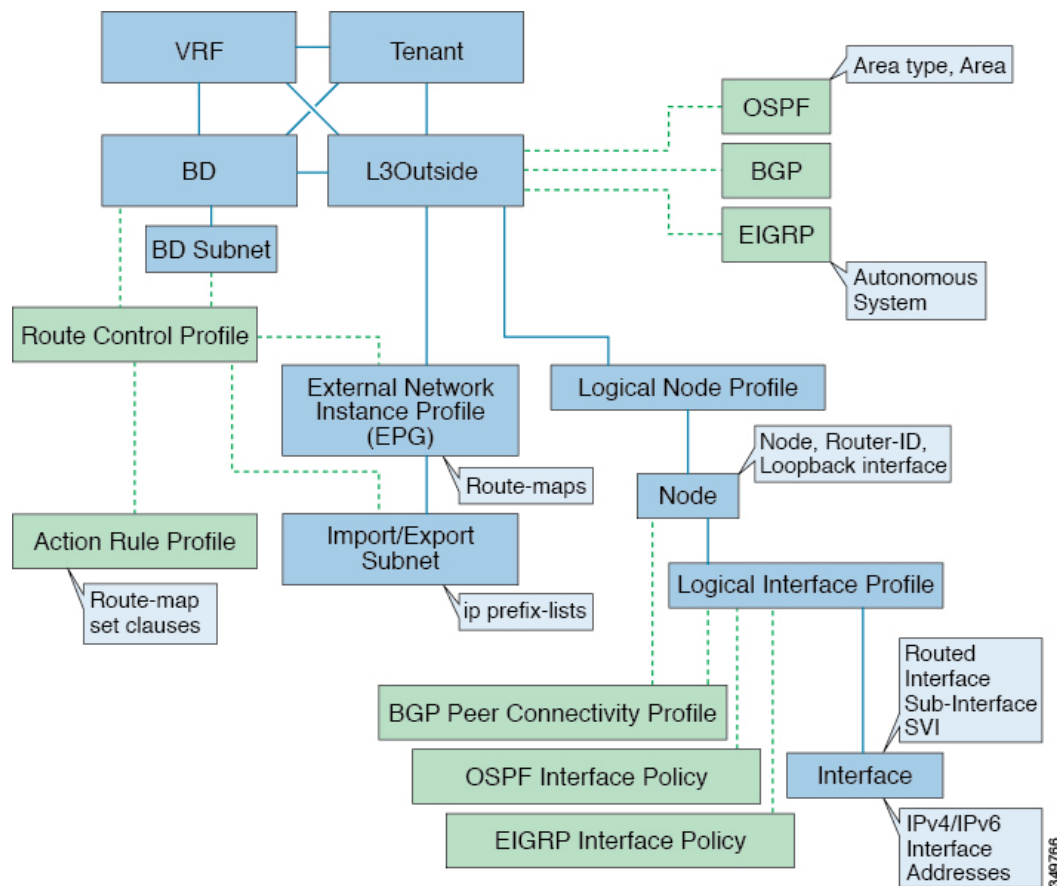 VRF
Tenant
Area type, Area
OSPF
BD
L3Outside
BGP
BD Subnet
EIGRP
Autonomous
System
Route Control Profile
External Network
Instance Profile
(EPG)
Logical Node Profile
Node, Router-ID,
Loopback interface
Route-maps
Node
Action Rule Profile
Import/Export
Subnet
Route-map
set clauses
ip prefix-lists
Logical Interface Profile
Routed
Interface
Sub-Interface
SVI
BGP Peer Connectivity Profile
OSPF Interface Policy
Interface
EIGRP Interface Policy
IPv4/IPv6
Interface
Addresses
349766